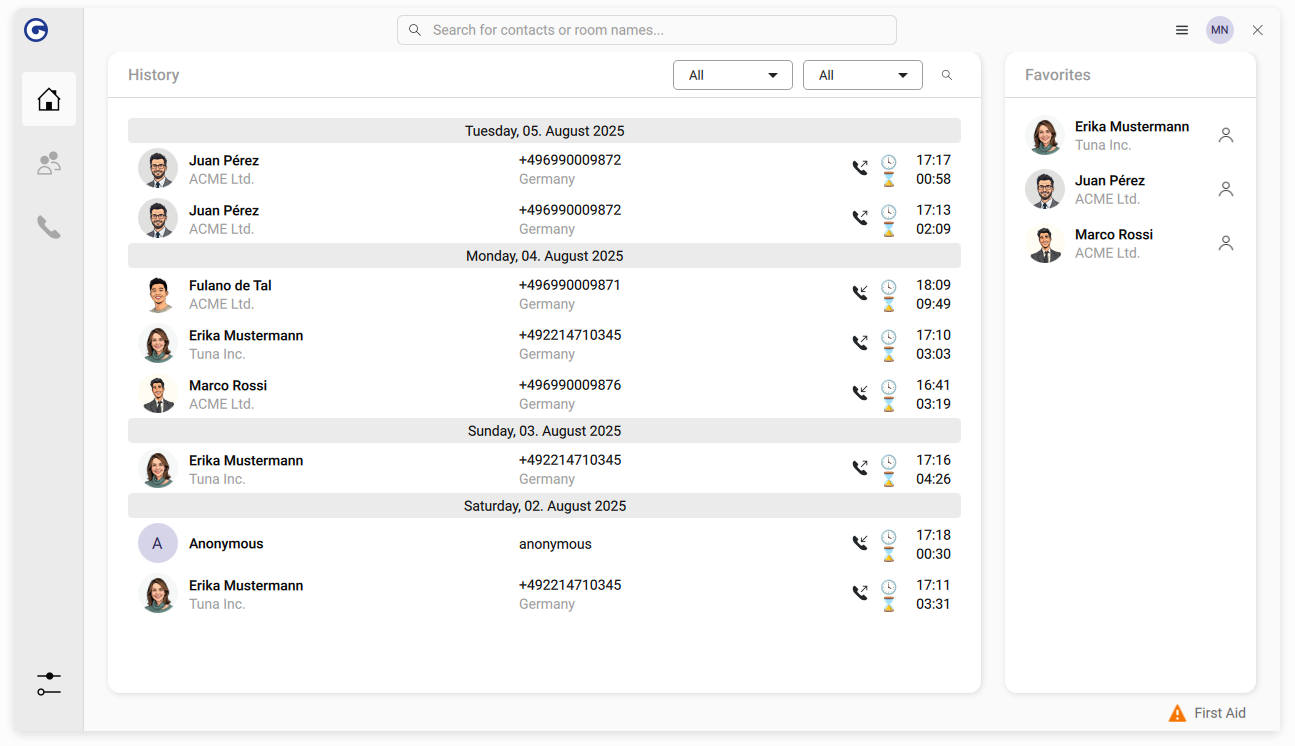 Search for contacts or room names...
MN
History
All
All
Favorites
Tuesday, 05. August 2025
Juan Pérez +496990009872 17:17
ACME Ltd. Germany 00:58
Juan Pérez +496990009872 17:13
ACME Ltd. Germany 02:09
Monday, 04. August 2025
Fulano de Tal +496990009871 18:09
ACME Ltd. Germany 09:49
Erika Mustermann +492214710345 17:10
Tuna Inc. Germany 03:03
Marco Rossi +496990009876 16:41
ACME Ltd. Germany 03:19
Sunday, 03. August 2025
Erika Mustermann +492214710345 17:16
Tuna Inc. Germany 04:26
Saturday, 02. August 2025
A Anonymous anonymous 17:18
00:30
Erika Mustermann +492214710345 17:11
Tuna Inc. Germany 03:31
Erika Mustermann
Tuna Inc.
Juan Pérez
ACME Ltd.
Marco Rossi
ACME Ltd.
First Aid